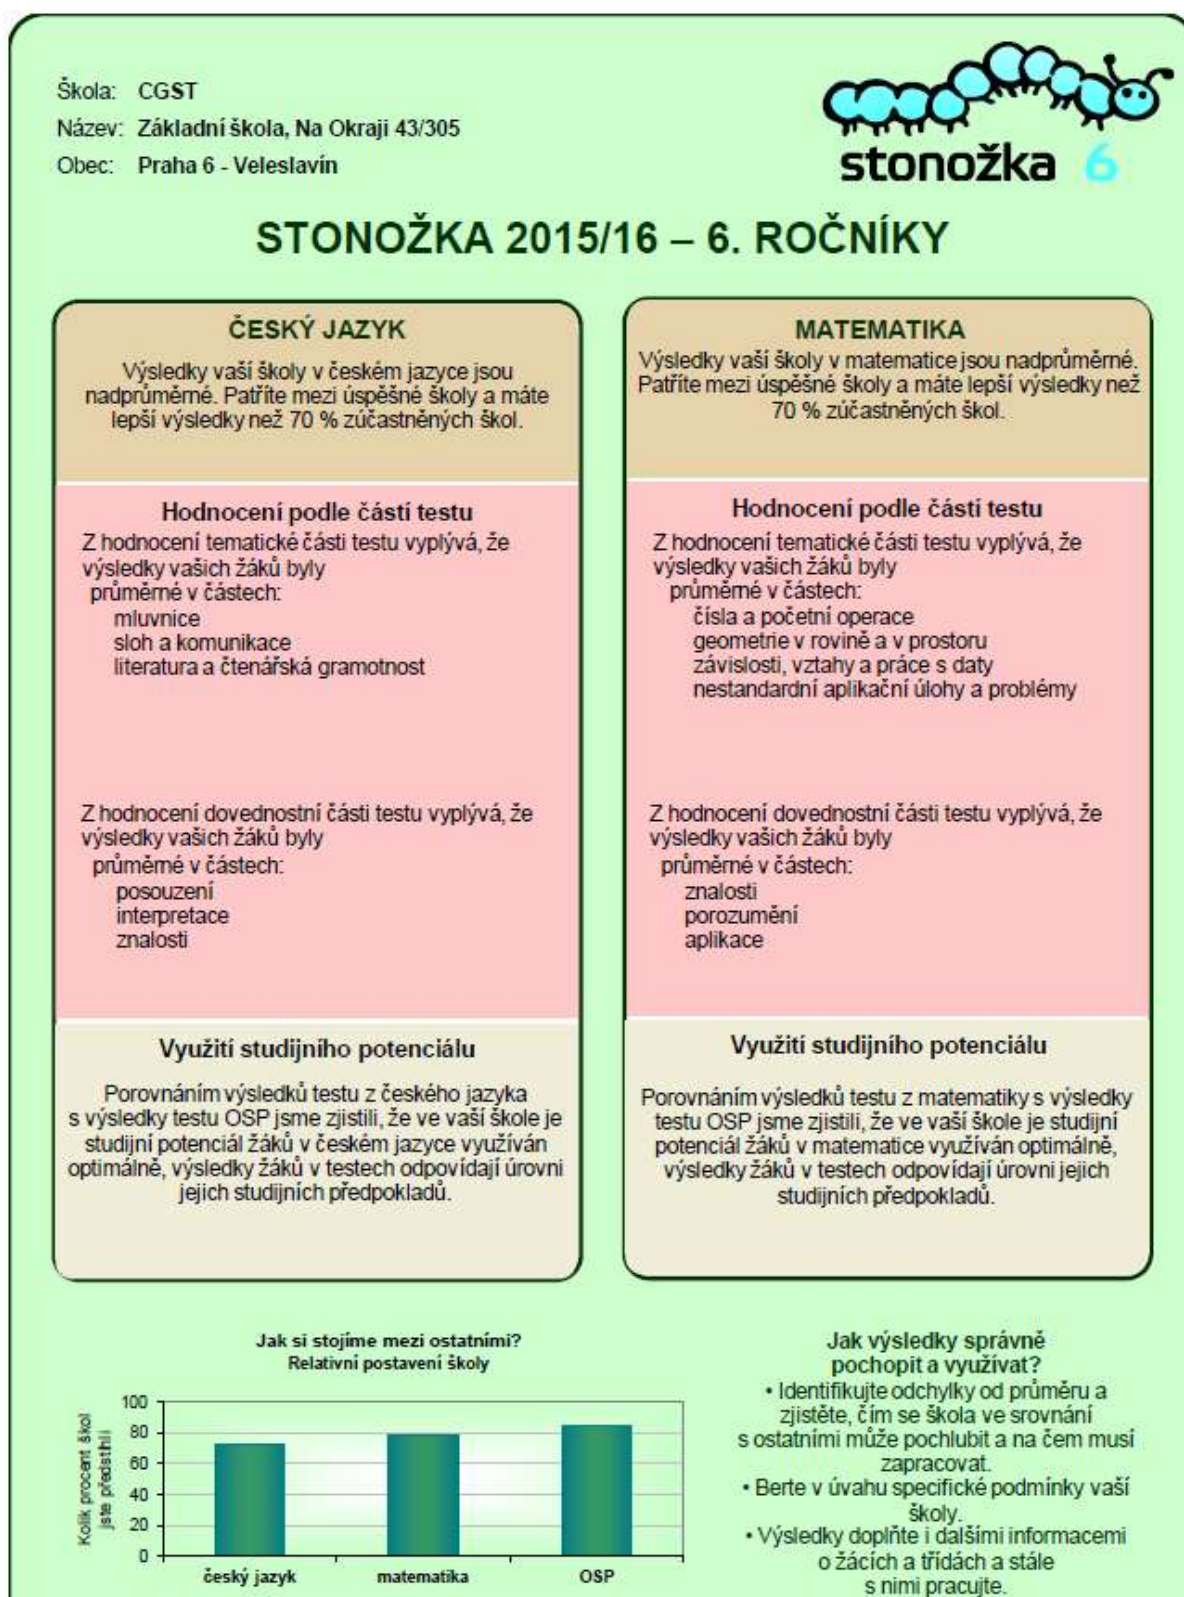 Škola: CGST
Název: Základní škola, Na Okraji 43/305
Obec: Praha 6 - Veleslavín
stonožka 6
STONOŽKA 2015/16 – 6. ROČNÍKY
ČESKÝ JAZYK
Výsledky vaší školy v českém jazyce jsou
nadprůměrné. Patříte mezi úspěšné školy a máte
lepší výsledky než 70 % zúčastněných škol.
Hodnocení podle částí testu
Z hodnocení tematické části testu vyplývá, že
výsledky vašich žáků byly
průměrné v částech:
mluvnice
sloh a komunikace
literatura a čtenářská gramotnost
Z hodnocení dovednostní části testu vyplývá, že
výsledky vašich žáků byly
průměrné v částech:
posouzení
interpretace
znalosti
Využití studijního potenciálu
Porovnáním výsledků testu z českého jazyka
s výsledky testu OSP jsme zjistili, že ve vaší škole je
studijní potenciál žáků v českém jazyce využíván
optimálně, výsledky žáků v testech odpovídají úrovni
jejich studijních předpokladů.
MATEMATIKA
Výsledky vaší školy v matematice jsou nadprůměrné.
Patříte mezi úspěšné školy a máte lepší výsledky než
70 % zúčastněných škol.
Hodnocení podle částí testu
Z hodnocení tematické části testu vyplývá, že
výsledky vašich žáků byly
průměrné v částech:
čísla a početní operace
geometrie v rovině a v prostoru
závislosti, vztahy a práce s daty
nestandardní aplikační úlohy a problémy
Z hodnocení dovednostní části testu vyplývá, že
výsledky vašich žáků byly
průměrné v částech:
znalosti
porozumění
aplikace
Využití studijního potenciálu
Porovnáním výsledků testu z matematiky s výsledky
testu OSP jsme zjistili, že ve vaší škole je studijní
potenciál žáků v matematice využíván optimálně,
výsledky žáků v testech odpovídají úrovni jejich
studijních předpokladů.
Jak si stojíme mezi ostatními?
Relativní postavení školy
Kolik procent škol
jste předstihli
100
80
60
40
20
0
český jazyk matematika OSP
Jak výsledky správně
pochopit a využívat?
• Identifikujte odchylky od průměru a
zjistěte, čím se škola ve srovnání
s ostatními může pochlubit a na čem musí
zapracovat.
• Berte v úvahu specifické podmínky vaší
školy.
• Výsledky doplňte i dalšími informacemi
o žácích a třídách a stále
s nimi pracujte.